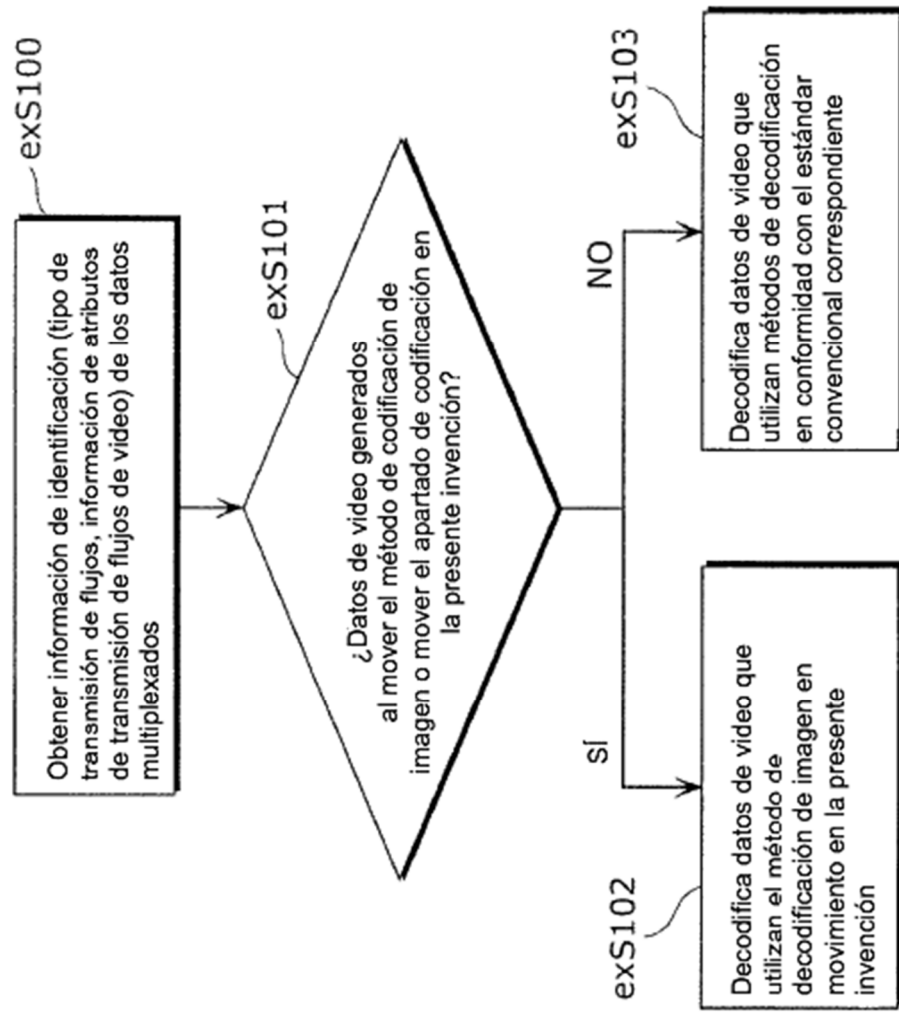 exS100
Obtener información de identificación (tipo de
transmisión de flujos, información de atributos
de transmisión de flujos de video) de los datos
multiplexados
exS101
¿Datos de video generados
al mover el método de codificación de
imagen o mover el apartado de codificación en
la presente invención?
SÍ
NO
exS102
Decodifica datos de video que
utilizan el método de
decodificación de imagen en
movimiento en la presente
invención
exS103
Decodifica datos de video que
utilizan métodos de decodificación
en conformidad con el estándar
convencional correspondiente